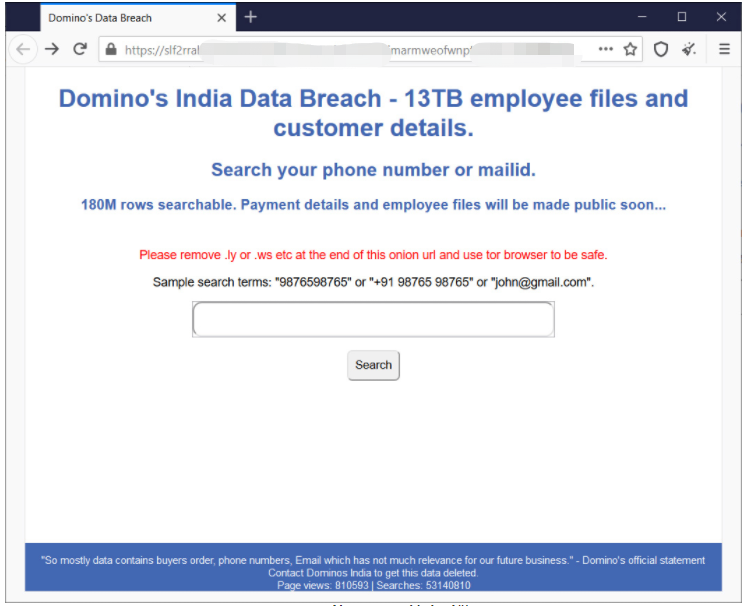 Domino's Data Breach
https://slf2rral
marmweofwnp
Domino's India Data Breach - 13TB employee files and
customer details.
Search your phone number or mailid.
180M rows searchable. Payment details and employee files will be made public soon...
Please remove .ly or .ws etc at the end of this onion url and use tor browser to be safe.
Sample search terms: "9876598765" or "+91 98765 98765" or "john@gmail.com".
Search
"So mostly data contains buyers order, phone numbers, Email which has not much relevance for our future business." - Domino's official statement
Contact Dominos India to get this data deleted.
Page views: 810593 | Searches: 53140810